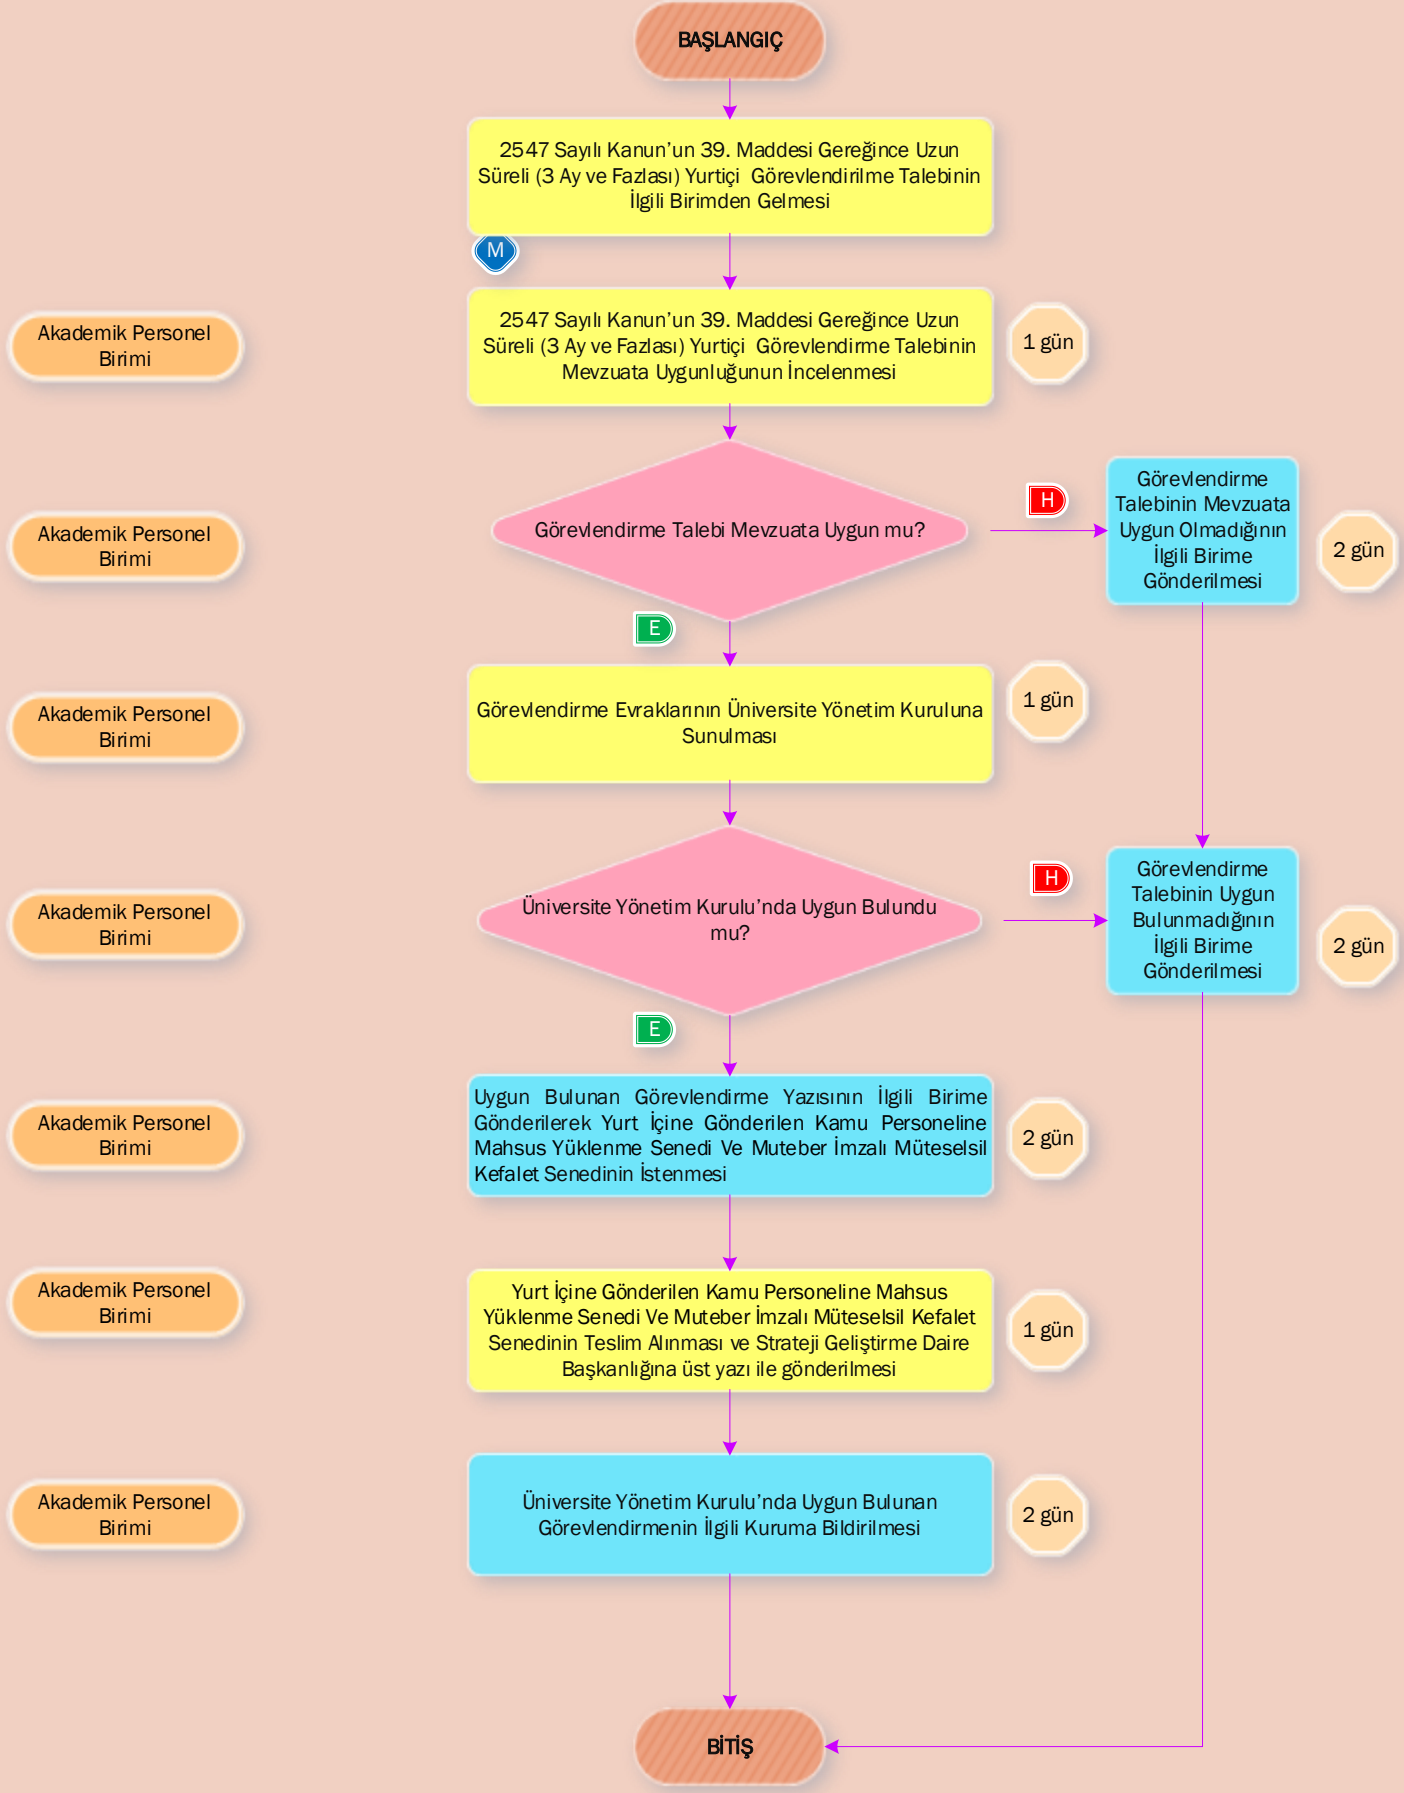 BAŞLANGIÇ
2547 Sayılı Kanun’un 39. Maddesi Gereğince Uzun
Süreli (3 Ay ve Fazlası) Yurtiçi Görevlendirilme Talebinin
İlgili Birimden Gelmesi
M
Akademik Personel
Birimi
2547 Sayılı Kanun’un 39. Maddesi Gereğince Uzun
Süreli (3 Ay ve Fazlası) Yurtiçi Görevlendirme Talebinin
Mevzuata Uygunluğunun İncelenmesi
1 gün
Akademik Personel
Birimi
Görevlendirme Talebi Mevzuata Uygun mu?
H
Görevlendirme
Talebinin Mevzuata
Uygun Olmadığının
İlgili Birime
Gönderilmesi
2 gün
E
Akademik Personel
Birimi
Görevlendirme Evraklarının Üniversite Yönetim Kuruluna
Sunulması
1 gün
Akademik Personel
Birimi
Üniversite Yönetim Kurulu’nda Uygun Bulundu
mu?
H
Görevlendirme
Talebinin Uygun
Bulunmadığının
İlgili Birime
Gönderilmesi
2 gün
E
Akademik Personel
Birimi
Uygun Bulunan Görevlendirme Yazısının İlgili Birime
Gönderilerek Yurt İçine Gönderilen Kamu Personeline
Mahsus Yüklenme Senedi Ve Muteber İmzalı Müteselsil
Kefalet Senedinin İstenmesi
2 gün
Akademik Personel
Birimi
Yurt İçine Gönderilen Kamu Personeline Mahsus
Yüklenme Senedi Ve Muteber İmzalı Müteselsil Kefalet
Senedinin Teslim Alınması ve Strateji Geliştirme Daire
Başkanlığına üst yazı ile gönderilmesi
1 gün
Akademik Personel
Birimi
Üniversite Yönetim Kurulu’nda Uygun Bulunan
Görevlendirmenin İlgili Kuruma Bildirilmesi
2 gün
BİTİŞ